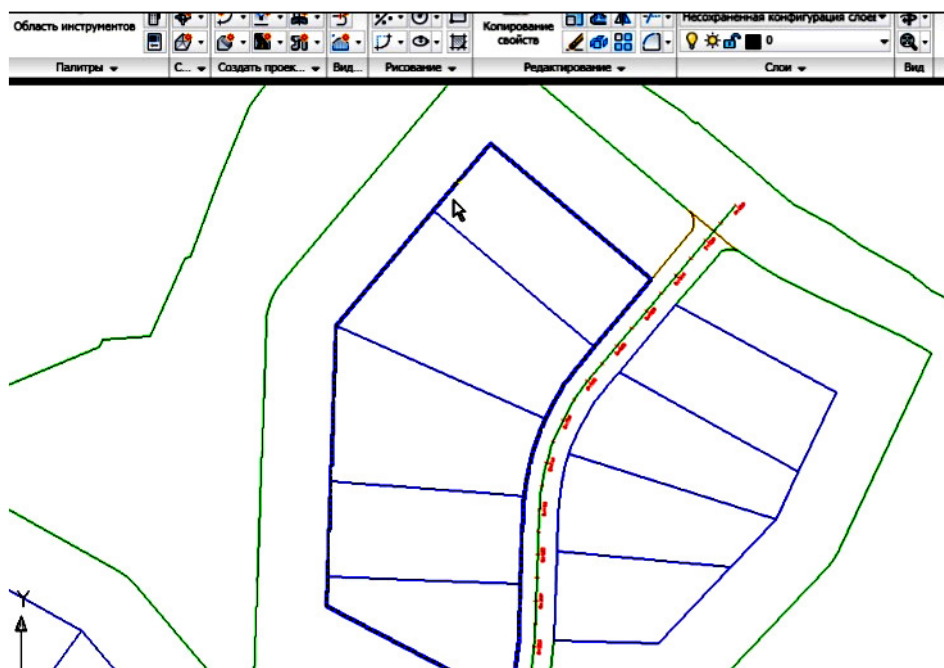 Область инструментов
Копирование
свойств
Несохраненная конфигурация слоев
0
Палитры
С...
Создать проек...
Вид...
Рисование
Редактирование
Слои
Вид
Y